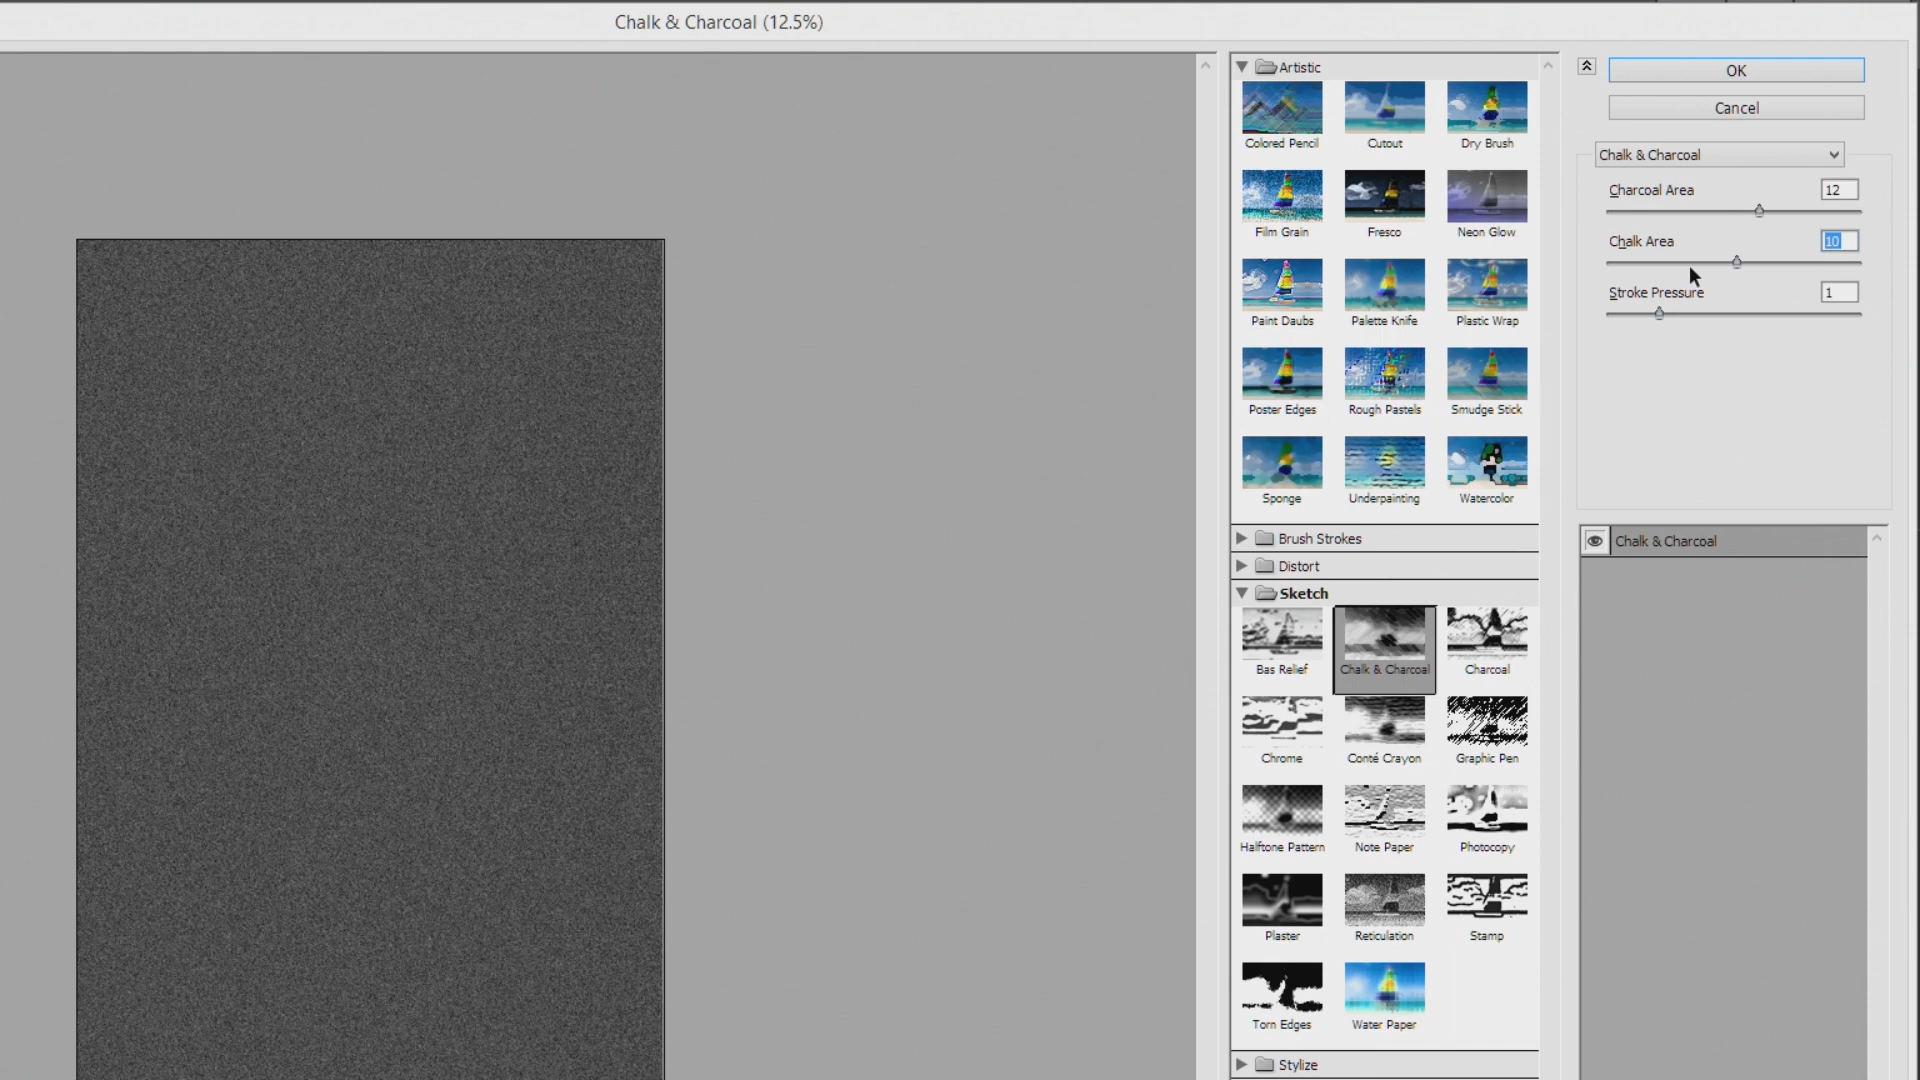 Chalk & Charcoal (12.5%)
Artistic
Colored Pencil
Cutout
Dry Brush
Film Grain
Fresco
Neon Glow
Paint Daubs
Palette Knife
Plastic Wrap
Poster Edges
Rough Pastels
Smudge Stick
Sponge
Underpainting
Watercolor
Brush Strokes
Distort
Sketch
Bas Relief
Chalk & Charcoal
Charcoal
Chrome
Conté Crayon
Graphic Pen
Halftone Pattern
Note Paper
Photocopy
Plaster
Reticulation
Stamp
Torn Edges
Water Paper
Stylize
OK
Cancel
Chalk & Charcoal
Charcoal Area 12
Chalk Area 10
Stroke Pressure 1
Chalk & Charcoal